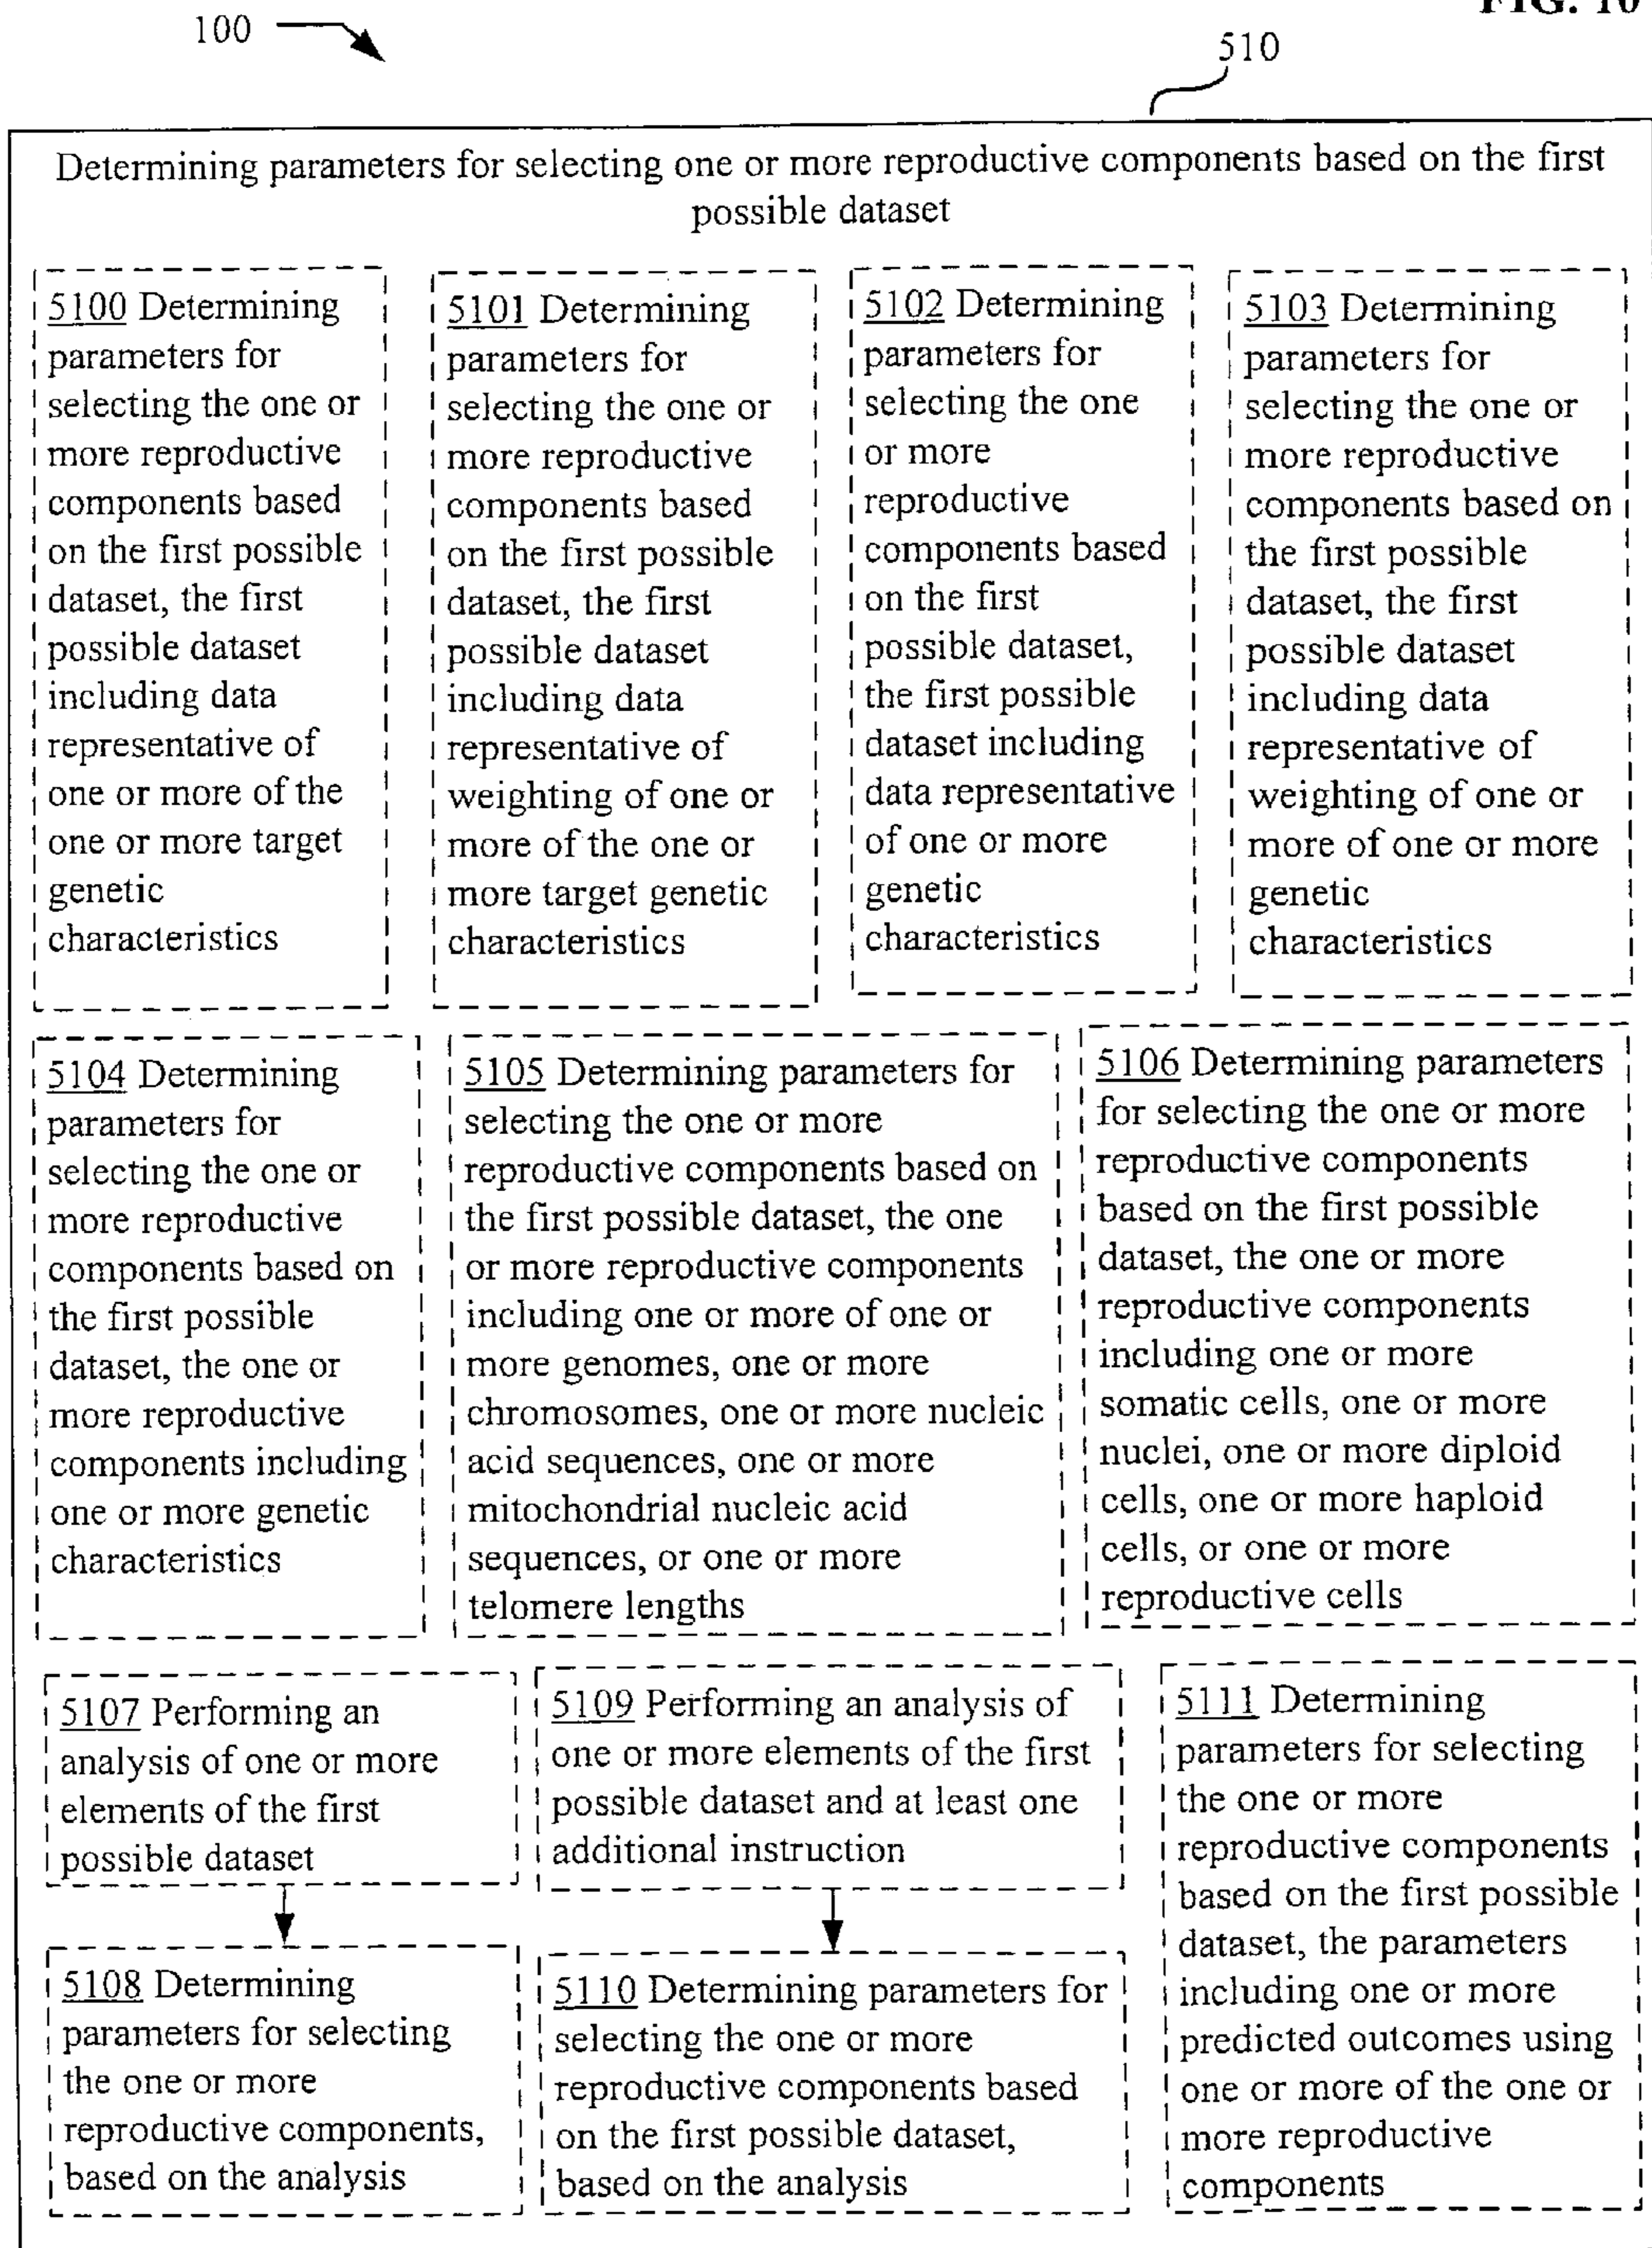 FIG. 10
100
510
Determining parameters for selecting one or more reproductive components based on the first
possible dataset
5100 Determining
parameters for
selecting the one or
more reproductive
components based
on the first possible
dataset, the first
possible dataset
including data
representative of
one or more of the
one or more target
genetic
characteristics
5101 Determining
parameters for
selecting the one or
more reproductive
components based
on the first possible
dataset, the first
possible dataset
including data
representative of
weighting of one or
more of the one or
more target genetic
characteristics
5102 Determining
parameters for
selecting the one
or more
reproductive
components based
on the first
possible dataset,
the first possible
dataset including
data representative
of one or more
genetic
characteristics
5103 Determining
parameters for
selecting the one or
more reproductive
components based on
the first possible
dataset, the first
possible dataset
including data
representative of
weighting of one or
more of one or more
genetic
characteristics
5104 Determining
parameters for
selecting the one or
more reproductive
components based on
the first possible
dataset, the one or
more reproductive
components including
one or more genetic
characteristics
5105 Determining parameters for
selecting the one or more
reproductive components based on
the first possible dataset, the one
or more reproductive components
including one or more of one or
more genomes, one or more
chromosomes, one or more nucleic
acid sequences, one or more
mitochondrial nucleic acid
sequences, or one or more
telomere lengths
5106 Determining parameters
for selecting the one or more
reproductive components
based on the first possible
dataset, the one or more
reproductive components
including one or more
somatic cells, one or more
nuclei, one or more diploid
cells, one or more haploid
cells, or one or more
reproductive cells
5107 Performing an
analysis of one or more
elements of the first
possible dataset
5108 Determining
parameters for selecting
the one or more
reproductive components,
based on the analysis
5109 Performing an analysis of
one or more elements of the first
possible dataset and at least one
additional instruction
5110 Determining parameters for
selecting the one or more
reproductive components based
on the first possible dataset,
based on the analysis
5111 Determining
parameters for selecting
the one or more
reproductive components
based on the first possible
dataset, the parameters
including one or more
predicted outcomes using
one or more of the one or
more reproductive
components